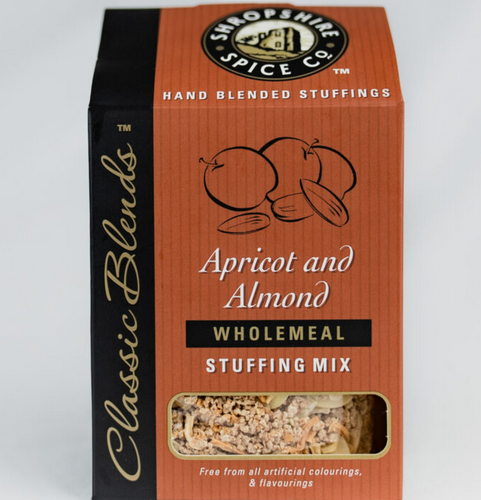 SHROPSHIRE
SPICE Co.
TM
HAND BLENDED STUFFINGS
Classic Blends TM
Apricot and
Almond
WHOLEMEAL
STUFFING MIX
Free from all artificial colourings,
& flavourings